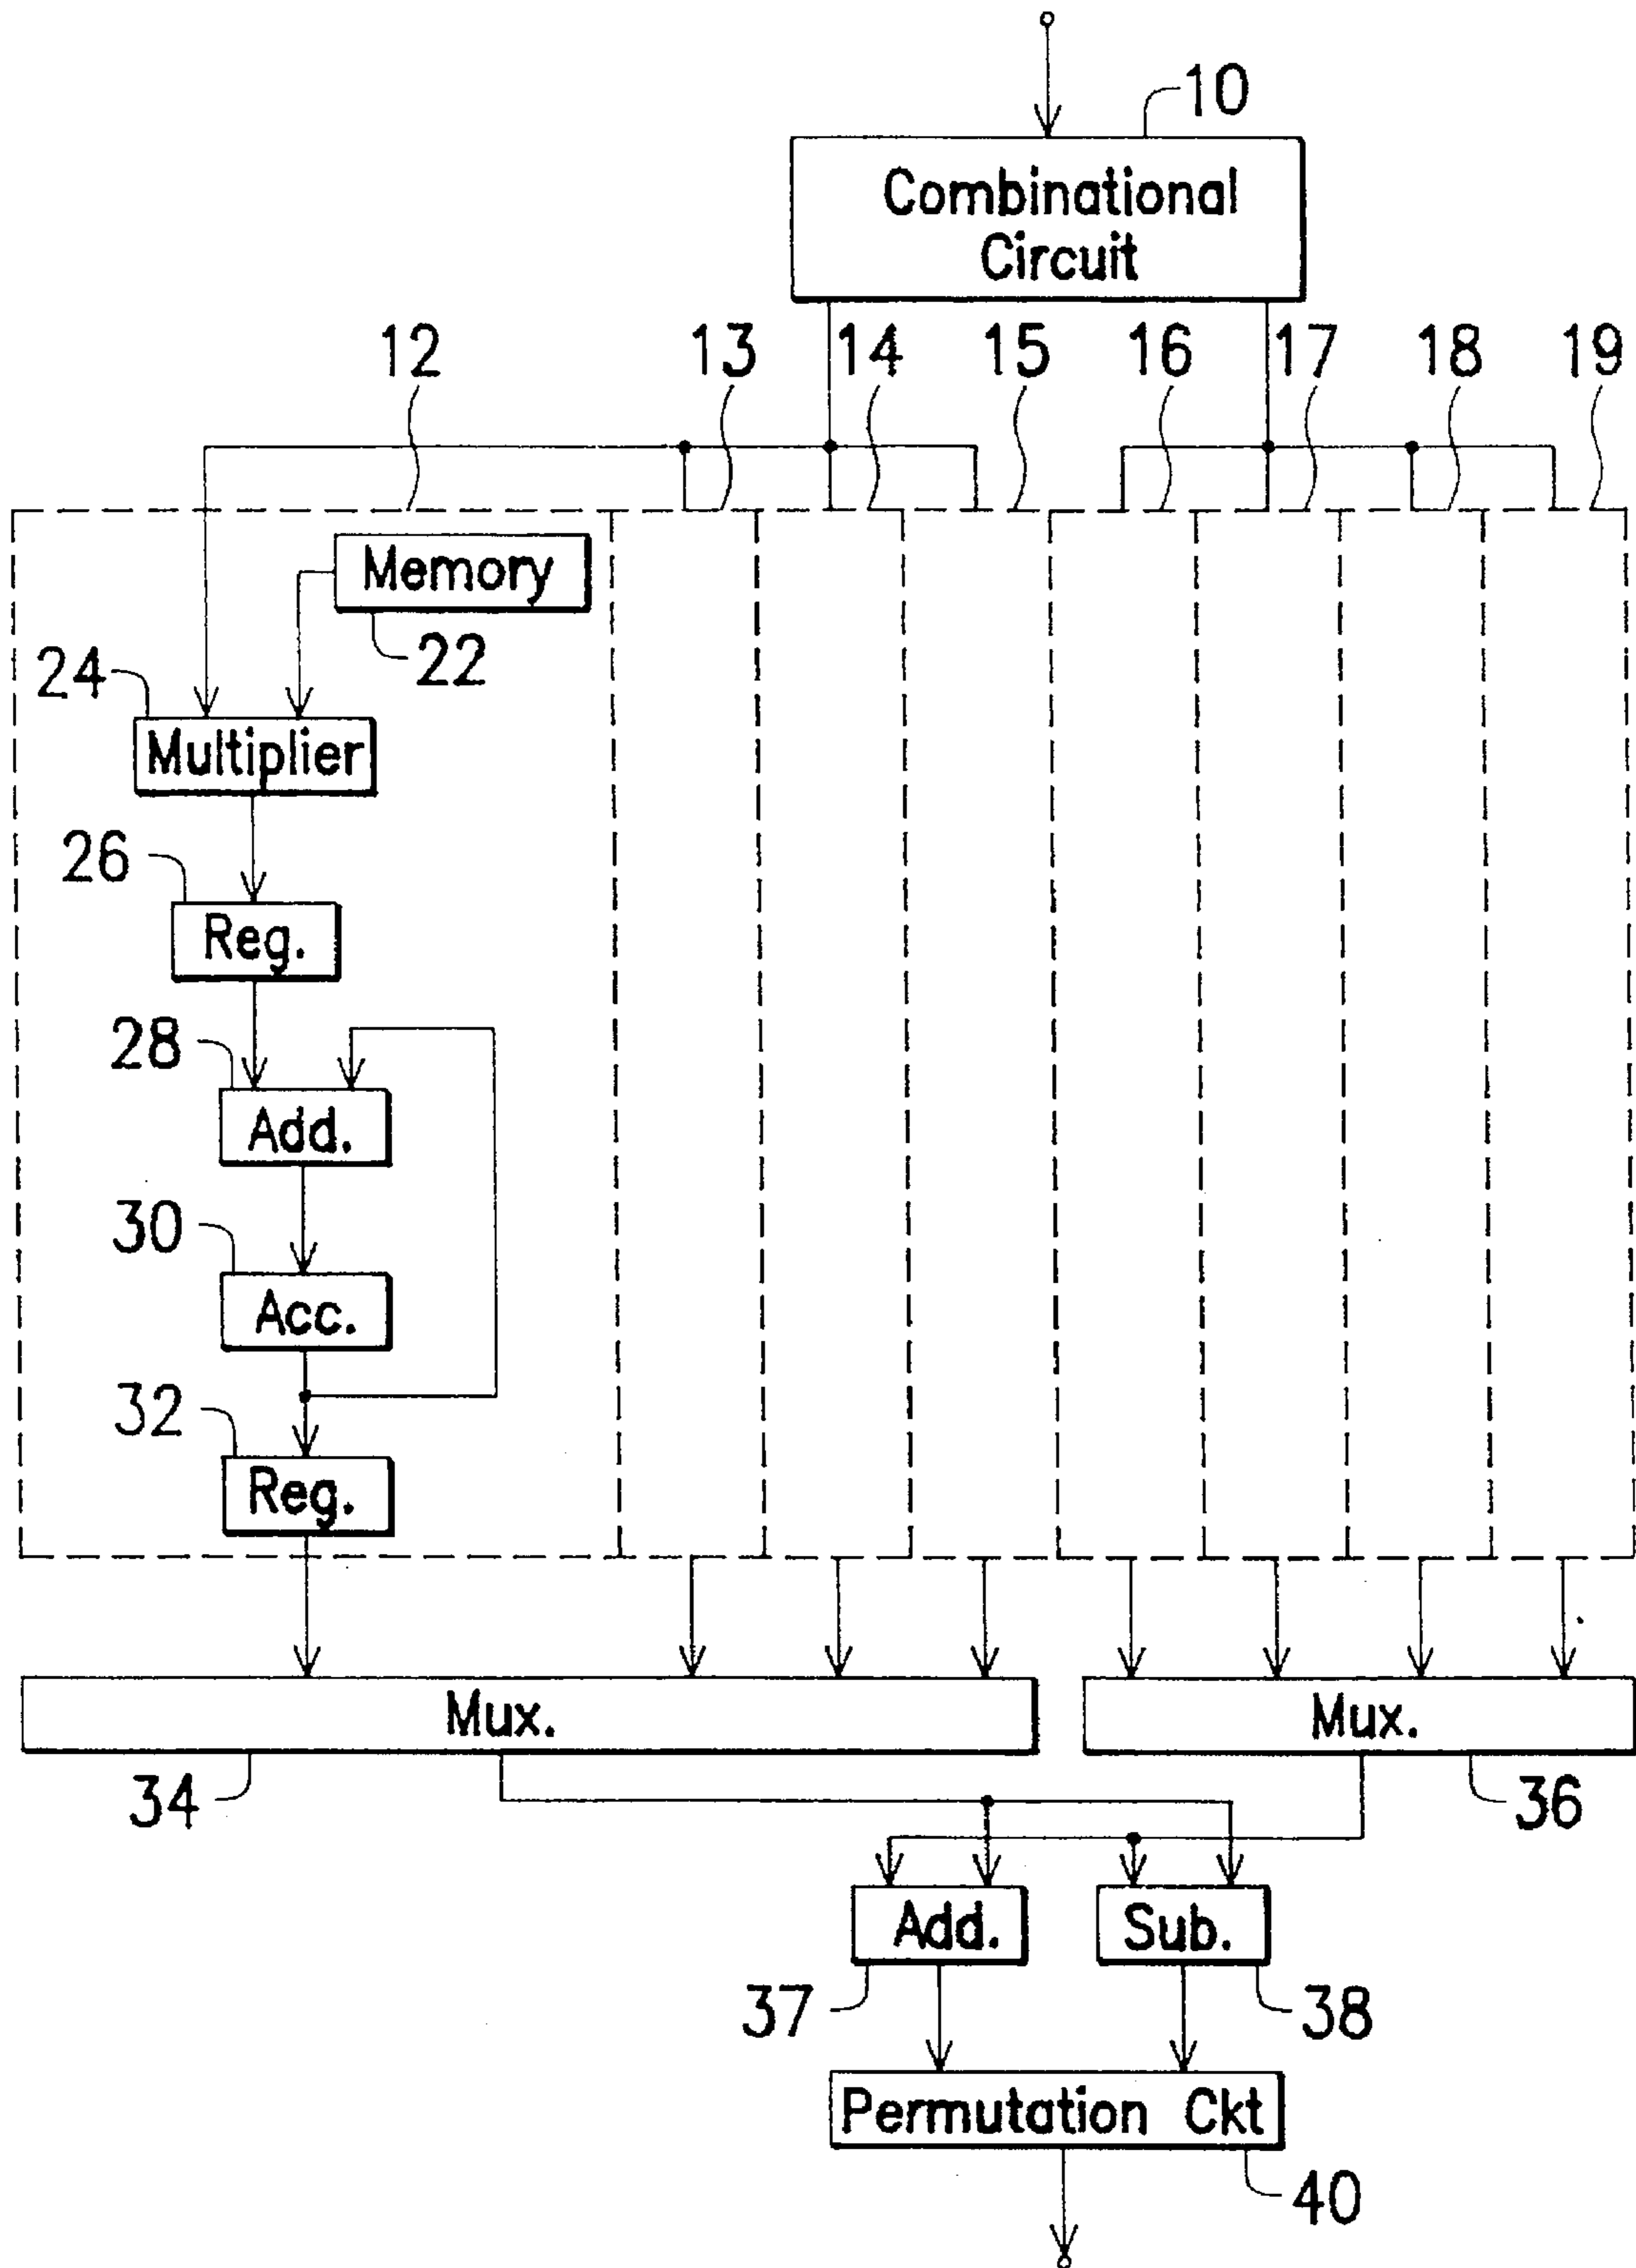 10
Combinational
Circuit
12 13 14 15 16 17 18 19
Memory
22
24
Multiplier
26
Reg.
28
Add.
30
Acc.
32
Reg.
Mux. Mux.
34 36
Add. Sub.
37 38
Permutation Ckt
40